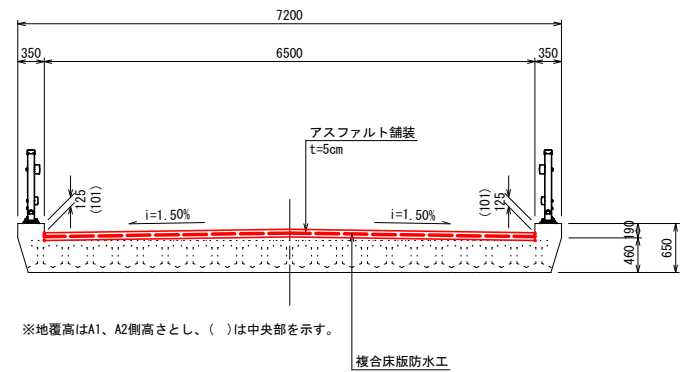 7200
350
6500
350
アスファルト舗装
t=5cm
125
(101)
i=1.50%
i=1.50%
(101)
125
190
460
650
※地覆高はA1、A2側高さとし、( )は中央部を示す。
複合床版防水工